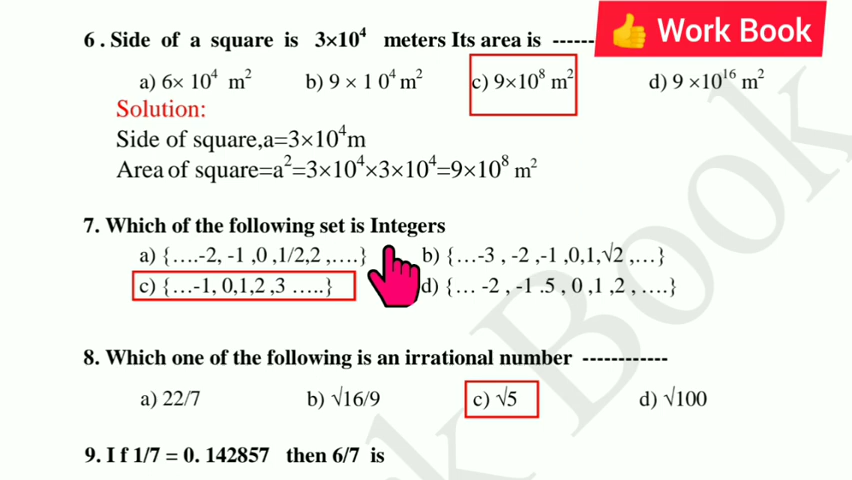 👍 Work Book
6 . Side of a square is 3×10⁴ meters Its area is ------
a) 6× 10⁴ m² b) 9 × 1 0⁴ m² c) 9×10⁸ m² d) 9 ×10¹⁶ m²
Solution:
Side of square,a=3×10⁴m
Area of square=a²=3×10⁴×3×10⁴=9×10⁸ m²
7. Which of the following set is Integers
a) {….-2, -1 ,0 ,1/2,2 ,….} b) {…-3 , -2 ,-1 ,0,1,√2 ,…}
c) {…-1, 0,1,2 ,3 …..} d) {… -2 , -1 .5 , 0 ,1 ,2 , ….}
8. Which one of the following is an irrational number ------------
a) 22/7 b) √16/9 c) √5 d) √100
9. I f 1/7 = 0. 142857 then 6/7 is
k Book